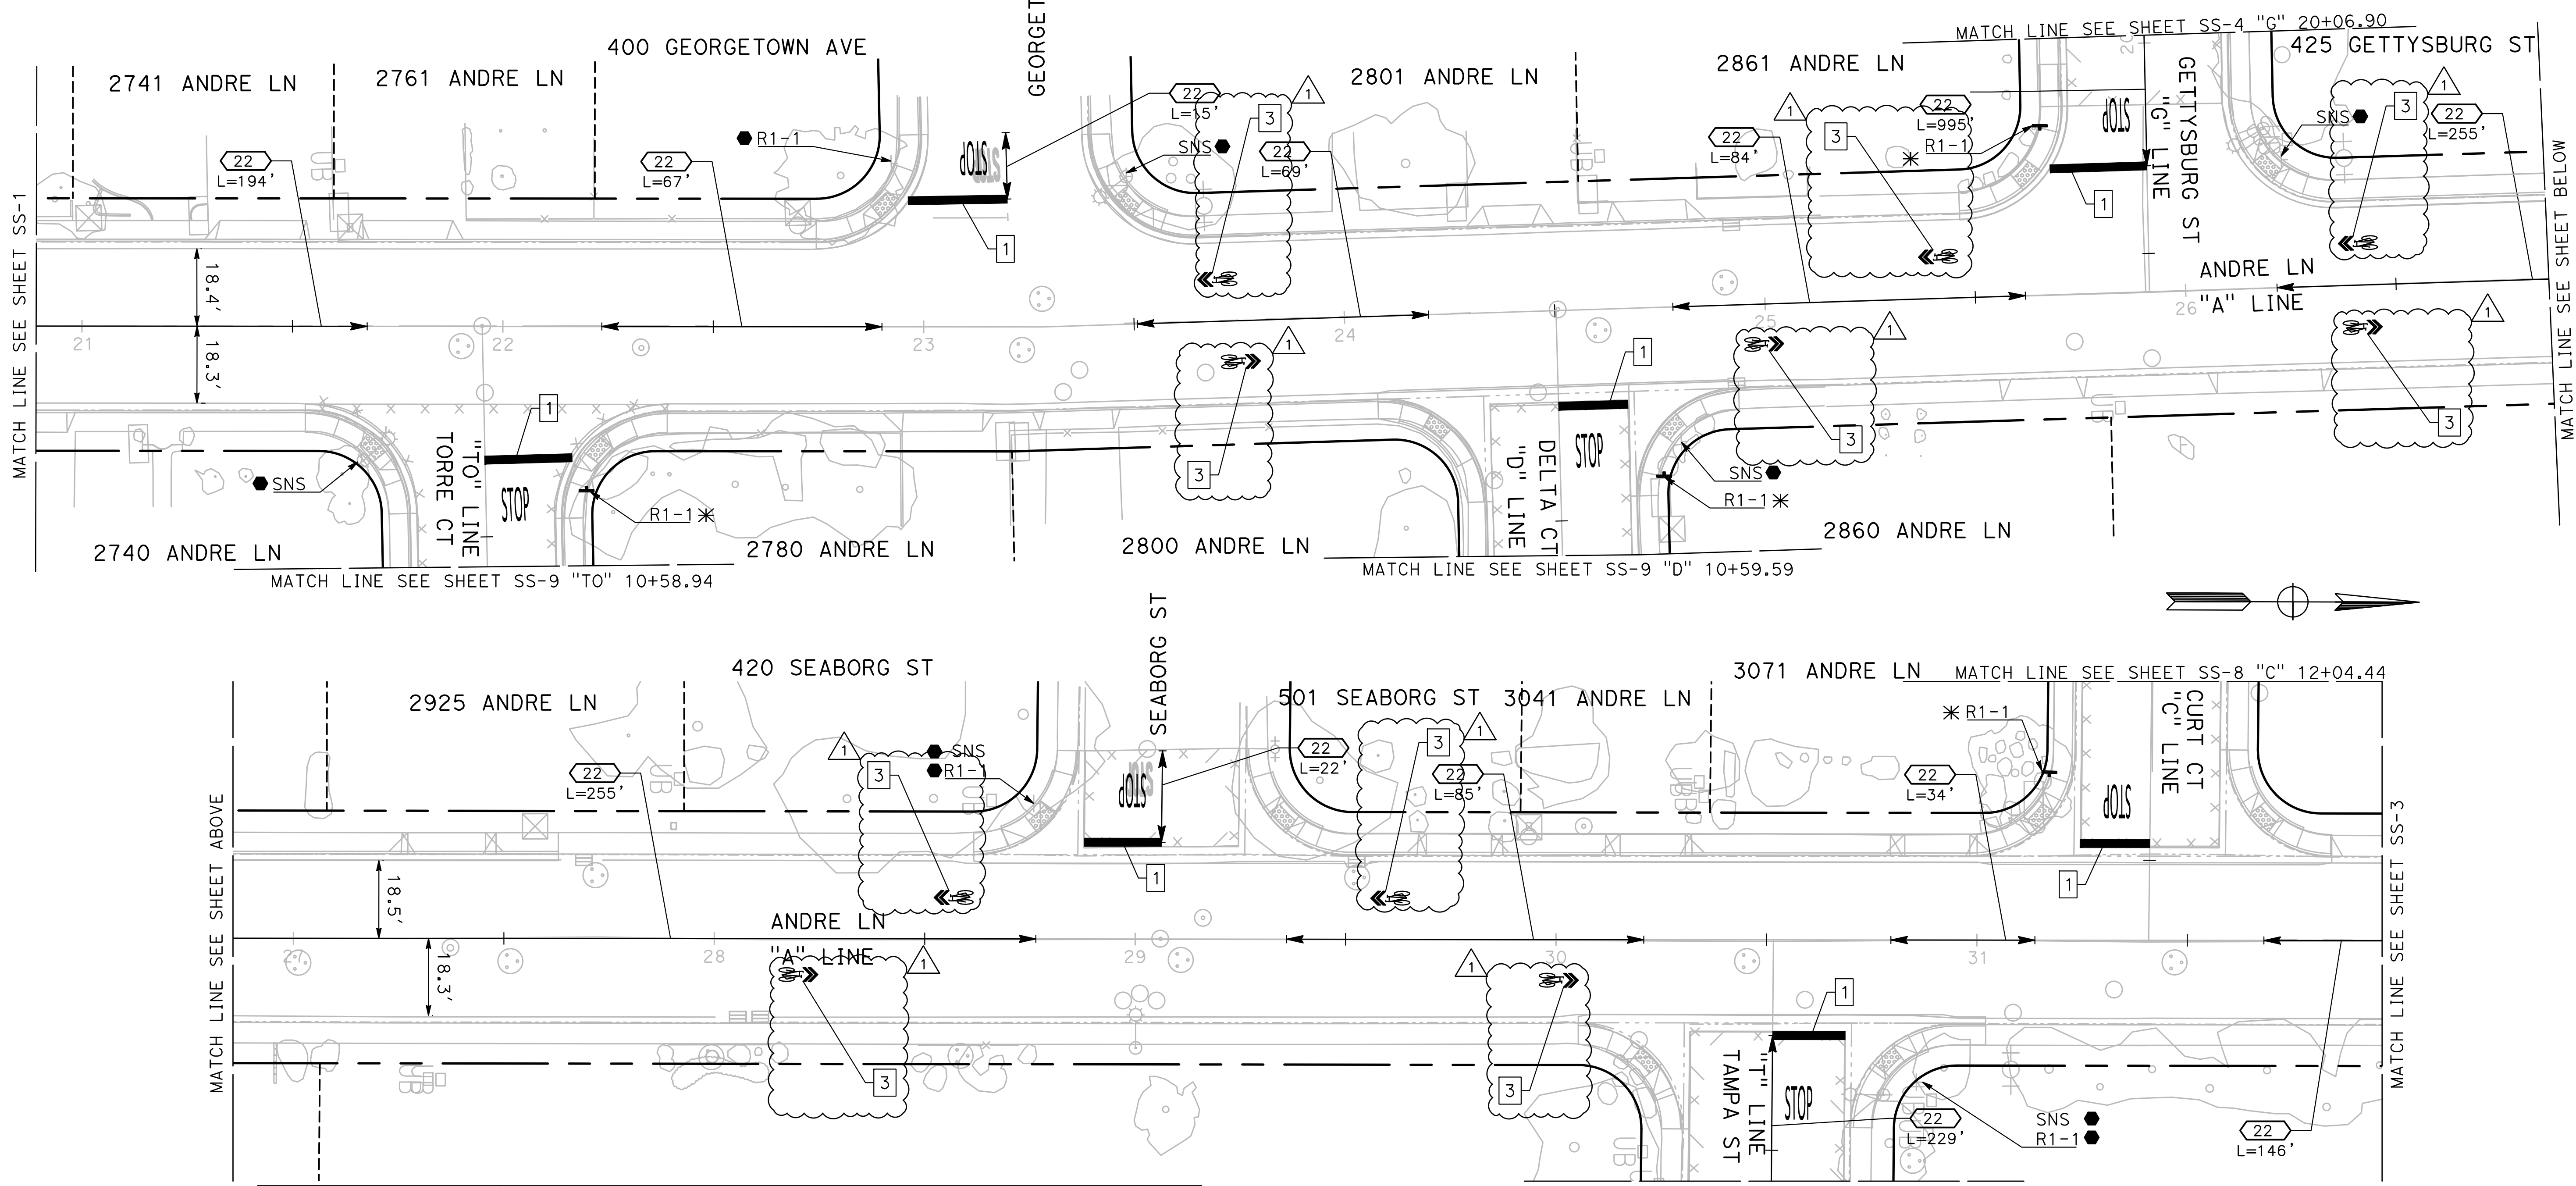 MATCH LINE SEE SHEET SS-1
2741 ANDRE LN
2761 ANDRE LN
400 GEORGETOWN AVE
GEORGET
2801 ANDRE LN
2861 ANDRE LN
MATCH LINE SEE SHEET SS-4 "G" 20+06.90
425 GETTYSBURG ST
22
L=194'
22
L=67'
R1-1
STOP
1
22
L=15'
SNS
3
1
22
L=69'
22
L=84'
1
3
22
L=995'
R1-1
STOP
1
20
GETTYSBURG ST
"G" LINE
SNS
3
1
22
L=255'
MATCH LINE SEE SHEET BELOW
18.4'
18.3'
21
22
23
24
25
26
ANDRE LN
"A" LINE
SNS
2740 ANDRE LN
"TO" LINE
TORRE CT
1
STOP
R1-1
MATCH LINE SEE SHEET SS-9 "TO" 10+58.94
2780 ANDRE LN
1
3
2800 ANDRE LN
DELTA CT
"D" LINE
STOP
1
MATCH LINE SEE SHEET SS-9 "D" 10+59.59
1
3
SNS
R1-1
2860 ANDRE LN
UB
1
3
MATCH LINE SEE SHEET ABOVE
2925 ANDRE LN
420 SEABORG ST
SEABORG ST
501 SEABORG ST
3041 ANDRE LN
3071 ANDRE LN
MATCH LINE SEE SHEET SS-8 "C" 12+04.44
22
L=255'
1
3
SNS
R1-1
STOP
1
22
L=22'
3
1
22
L=85'
22
L=34'
R1-1
STOP
1
CURT CT
"C" LINE
MATCH LINE SEE SHEET SS-3
18.5'
18.3'
27
28
29
30
31
ANDRE LN
"A" LINE
1
3
1
3
1
"T" LINE
TAMPA ST
STOP
22
L=229'
SNS
R1-1
22
L=146'
UB